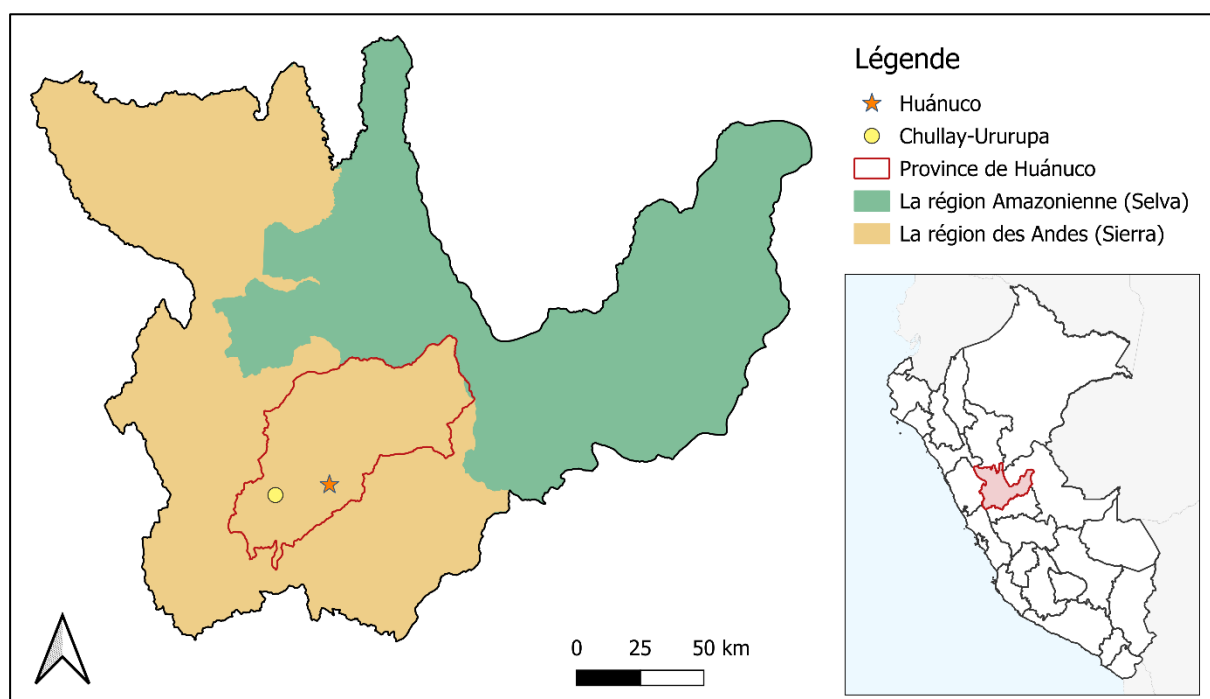 Légende
Huánuco
Chullay-Ururupa
Province de Huánuco
La région Amazonienne (Selva)
La région des Andes (Sierra)
0 25 50 km